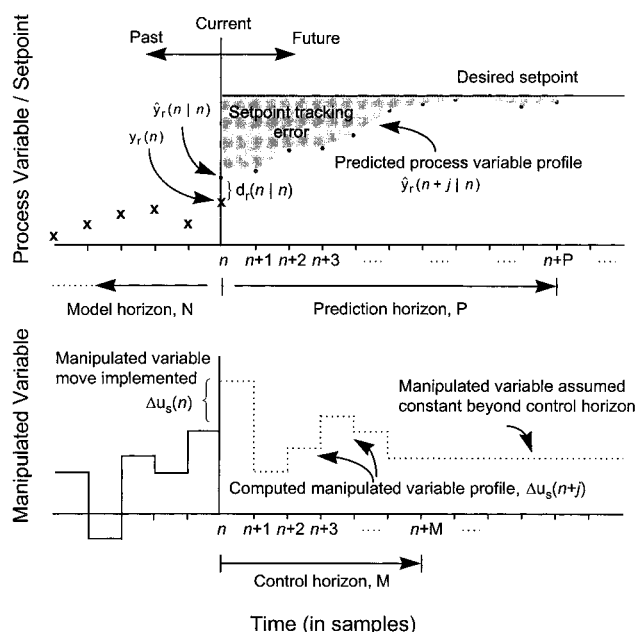 Current
Past
Future
Process Variable / Setpoint
Desired setpoint
ŷr(n | n)
yr(n)
Setpoint tracking
error
Predicted process variable profile
ŷr(n + j | n)
} dr(n | n)
x x x x x x
n n+1 n+2 n+3 .... .... .... n+P ....
Model horizon, N
Prediction horizon, P
Manipulated Variable
Manipulated variable
move implemented
Δus(n)
Manipulated variable assumed
constant beyond control horizon
Computed manipulated variable profile, Δus(n+j)
n n+1 n+2 n+3 .... n+M ....
Control horizon, M
Time (in samples)